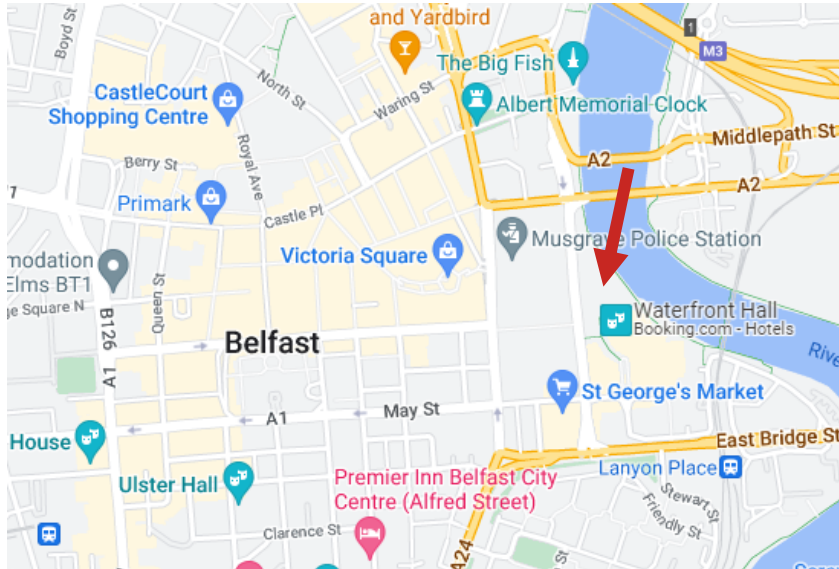 and Yardbird
The Big Fish
1
M3
Boyd St
CastleCourt
Shopping Centre
North St
Waring St
Albert Memorial Clock
Middlepath St
Berry St
Royal Ave
A2
A2
Primark
Castle Pl
Musgrave Police Station
Victoria Square
modation
Elms BT1
ge Square N
Queen St
B126
Waterfront Hall
Booking.com - Hotels
Belfast
River
A1
St George's Market
A1
May St
East Bridge St
House
Ulster Hall
Premier Inn Belfast City
Centre (Alfred Street)
Lanyon Place
Stewart St
Friendly St
Clarence St
A24
St